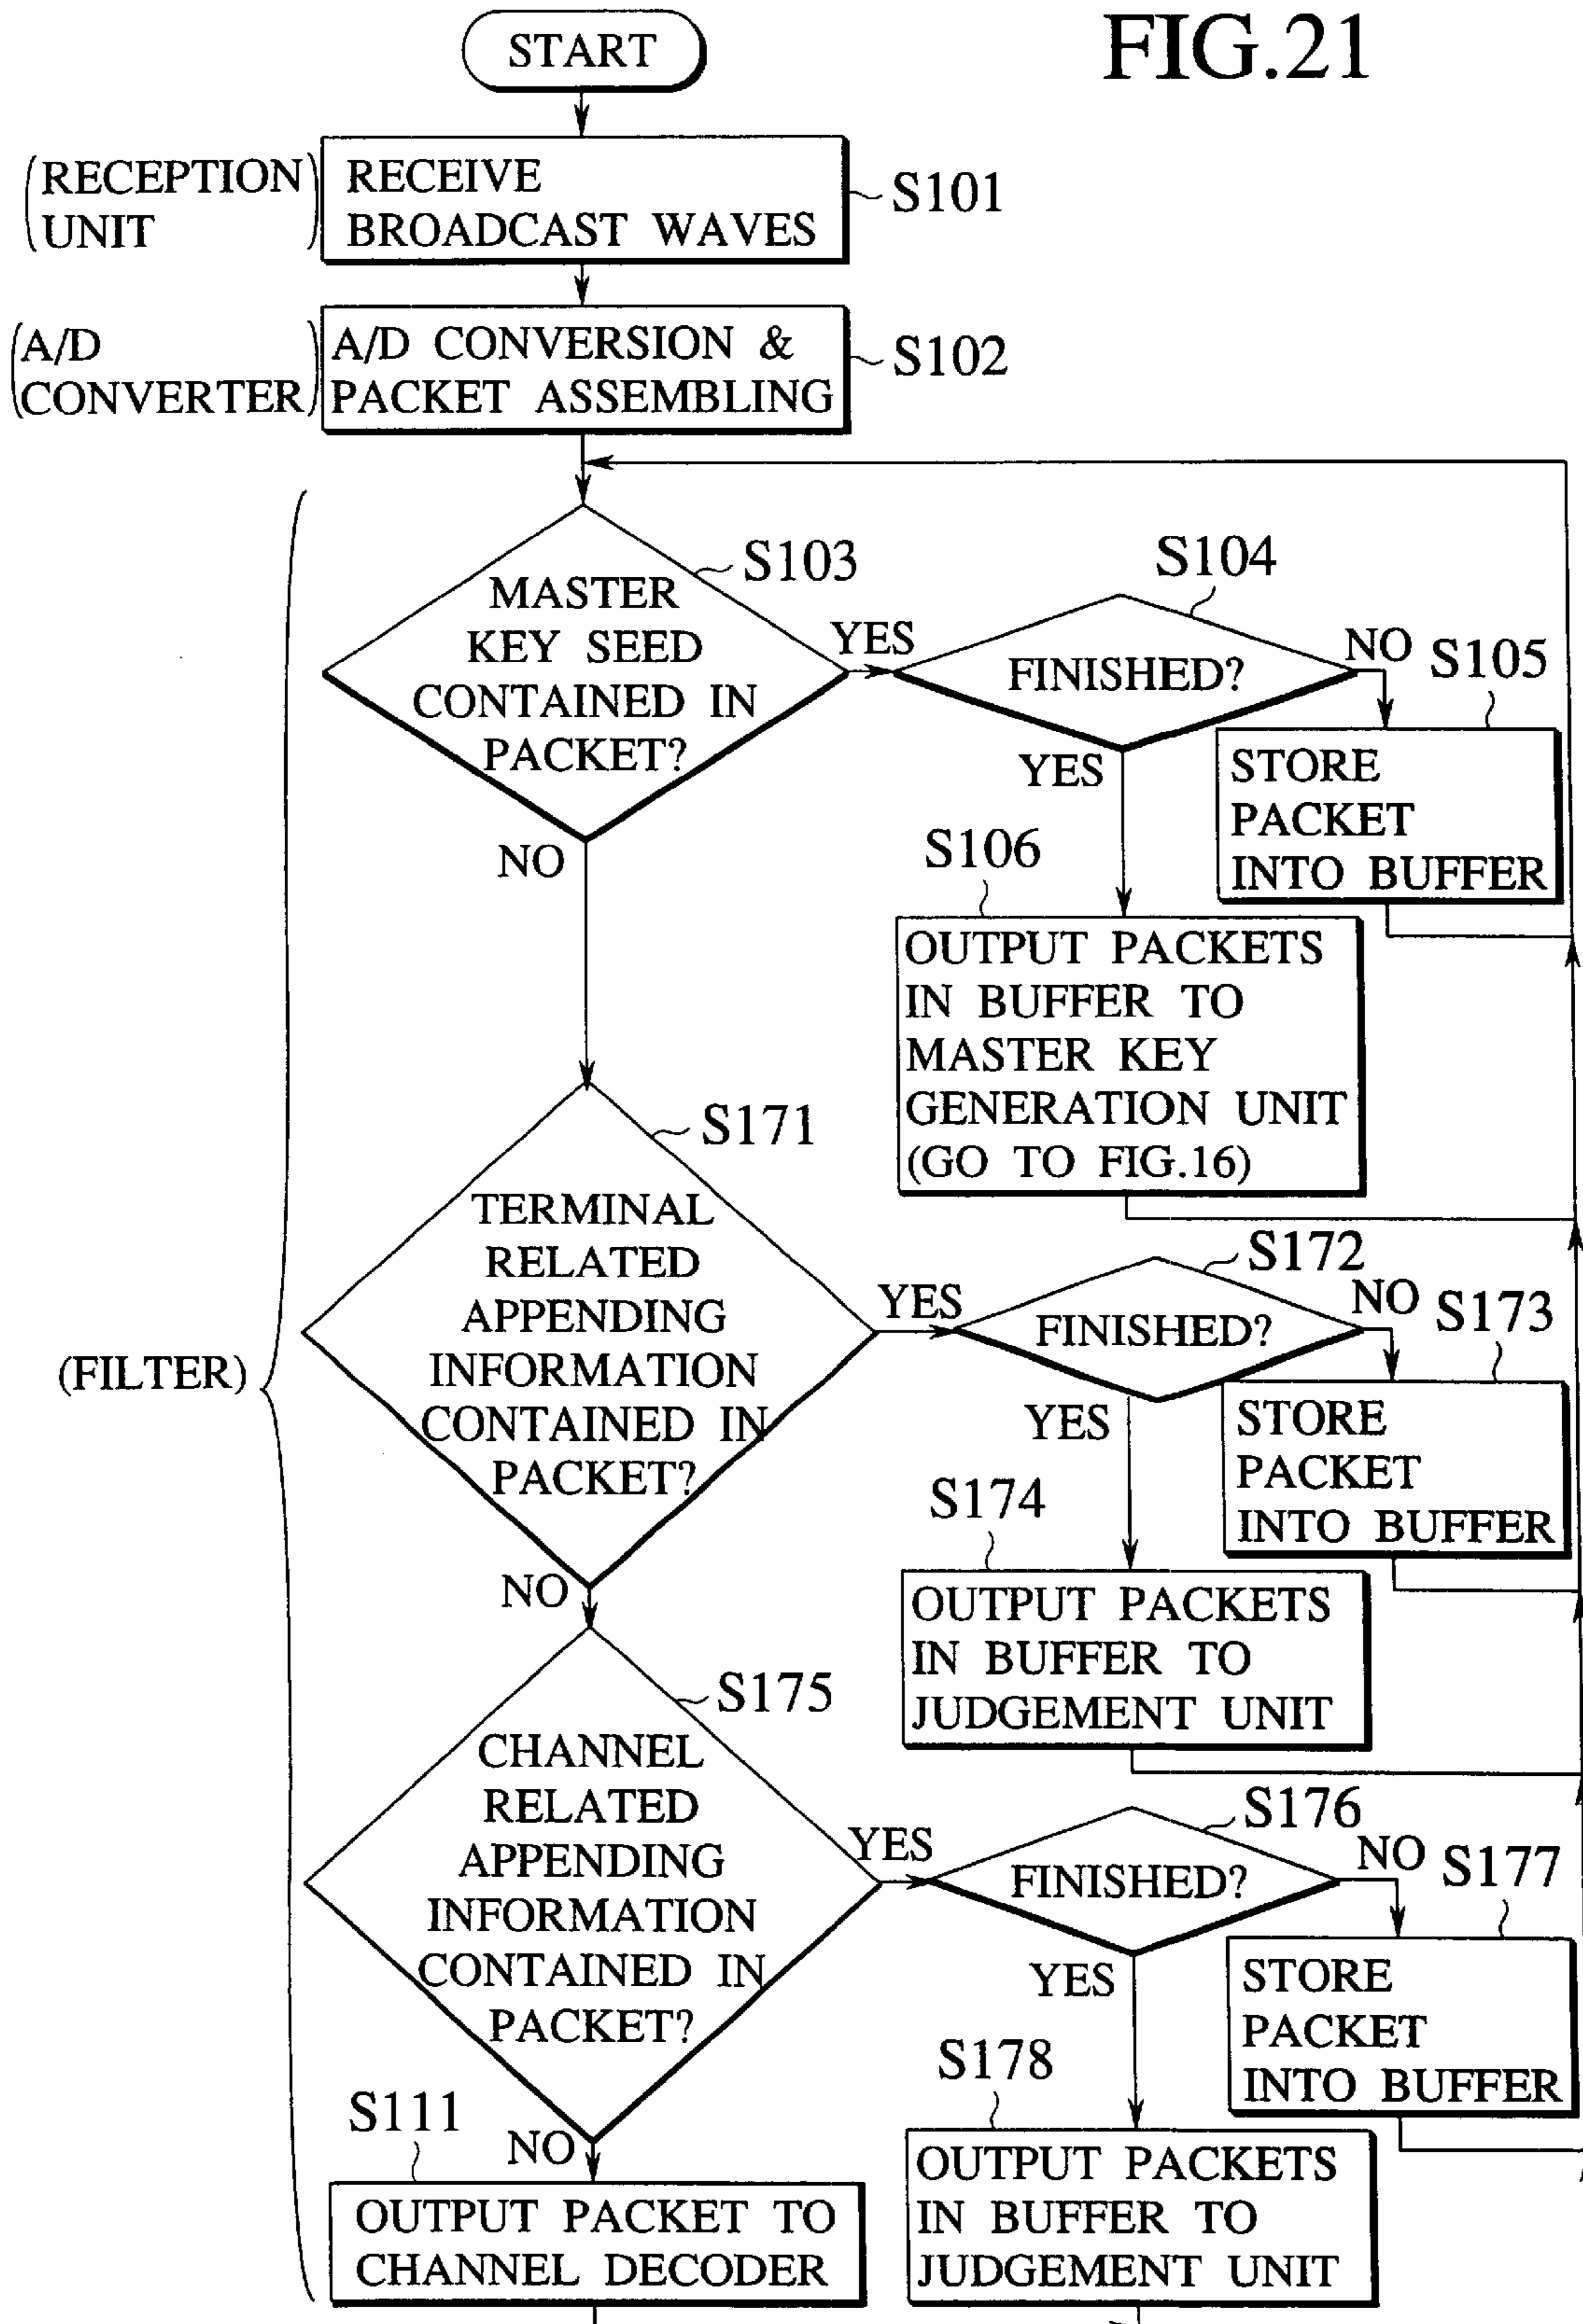 FIG.21
START
(RECEPTION
UNIT)
RECEIVE
BROADCAST WAVES
S101
(A/D
CONVERTER)
A/D CONVERSION &
PACKET ASSEMBLING
S102
(FILTER)
MASTER
KEY SEED
CONTAINED IN
PACKET?
S103
YES
NO
FINISHED?
S104
NO
YES
S105
STORE
PACKET
INTO BUFFER
S106
OUTPUT PACKETS
IN BUFFER TO
MASTER KEY
GENERATION UNIT
(GO TO FIG.16)
S171
TERMINAL
RELATED
APPENDING
INFORMATION
CONTAINED IN
PACKET?
YES
NO
S172
FINISHED?
NO
YES
S173
STORE
PACKET
INTO BUFFER
S174
OUTPUT PACKETS
IN BUFFER TO
JUDGEMENT UNIT
S175
CHANNEL
RELATED
APPENDING
INFORMATION
CONTAINED IN
PACKET?
YES
NO
S176
FINISHED?
NO
YES
S177
STORE
PACKET
INTO BUFFER
S178
OUTPUT PACKETS
IN BUFFER TO
JUDGEMENT UNIT
S111
OUTPUT PACKET TO
CHANNEL DECODER